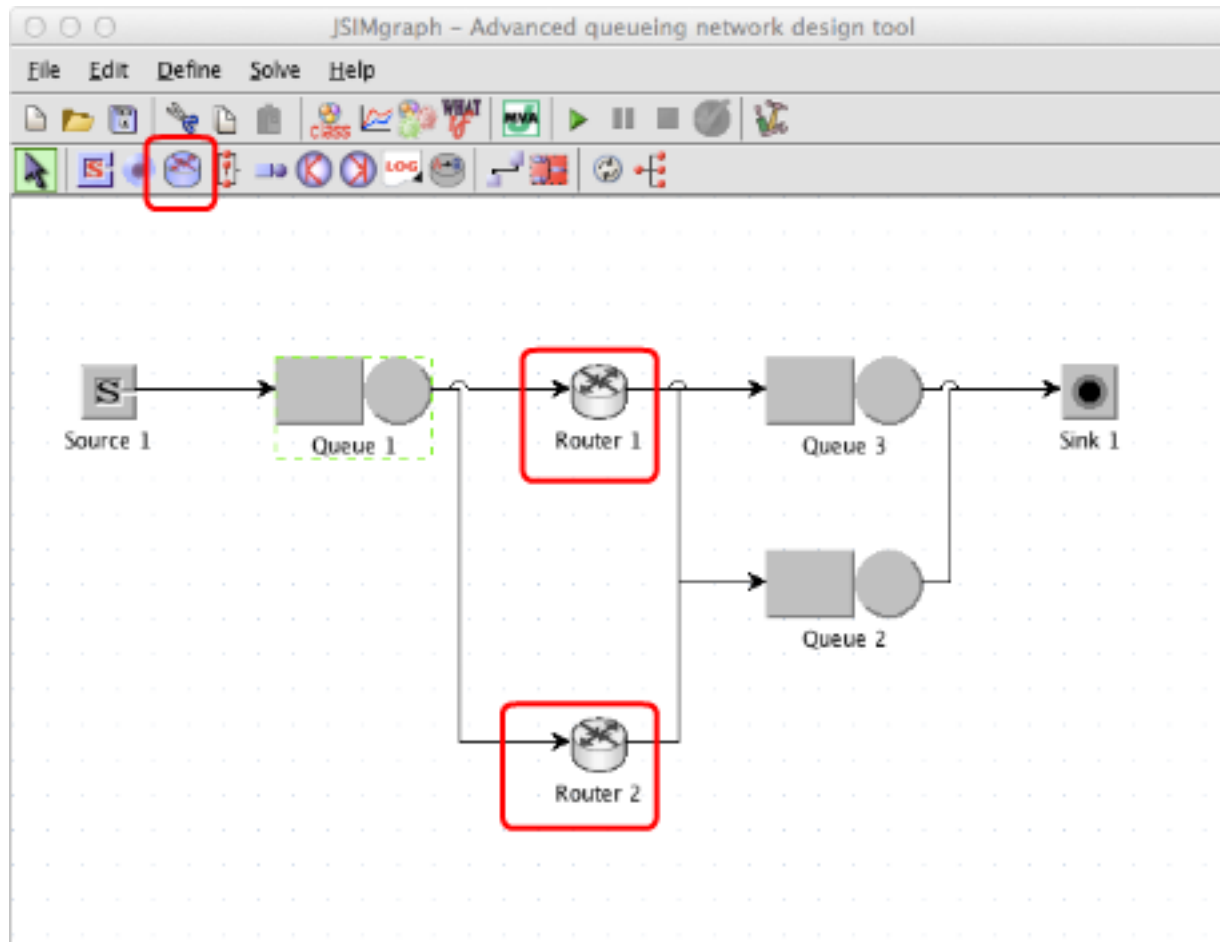 JSIMgraph - Advanced queueing network design tool
File Edit Define Solve Help
class WHAT If MVA
S LOG
S
Source 1
Queue 1
Router 1
Queue 3
Sink 1
Queue 2
Router 2